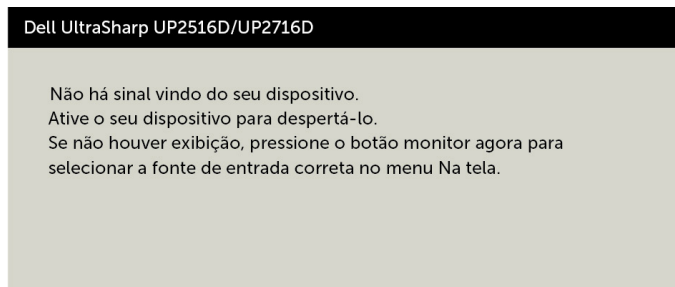 Dell UltraSharp UP2516D/UP2716D
Não há sinal vindo do seu dispositivo.
Ative o seu dispositivo para despertá-lo.
Se não houver exibição, pressione o botão monitor agora para
selecionar a fonte de entrada correta no menu Na tela.